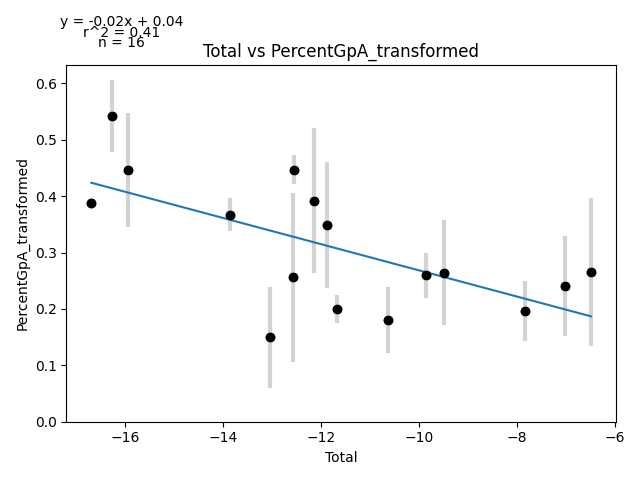 y = -0.02x + 0.04
r^2 = 0.41
n = 16
Total vs PercentGpA_transformed
PercentGpA_transformed
0.6
0.5
0.4
0.3
0.2
0.1
0.0
−16
−14
−12
−10
−8
−6
Total